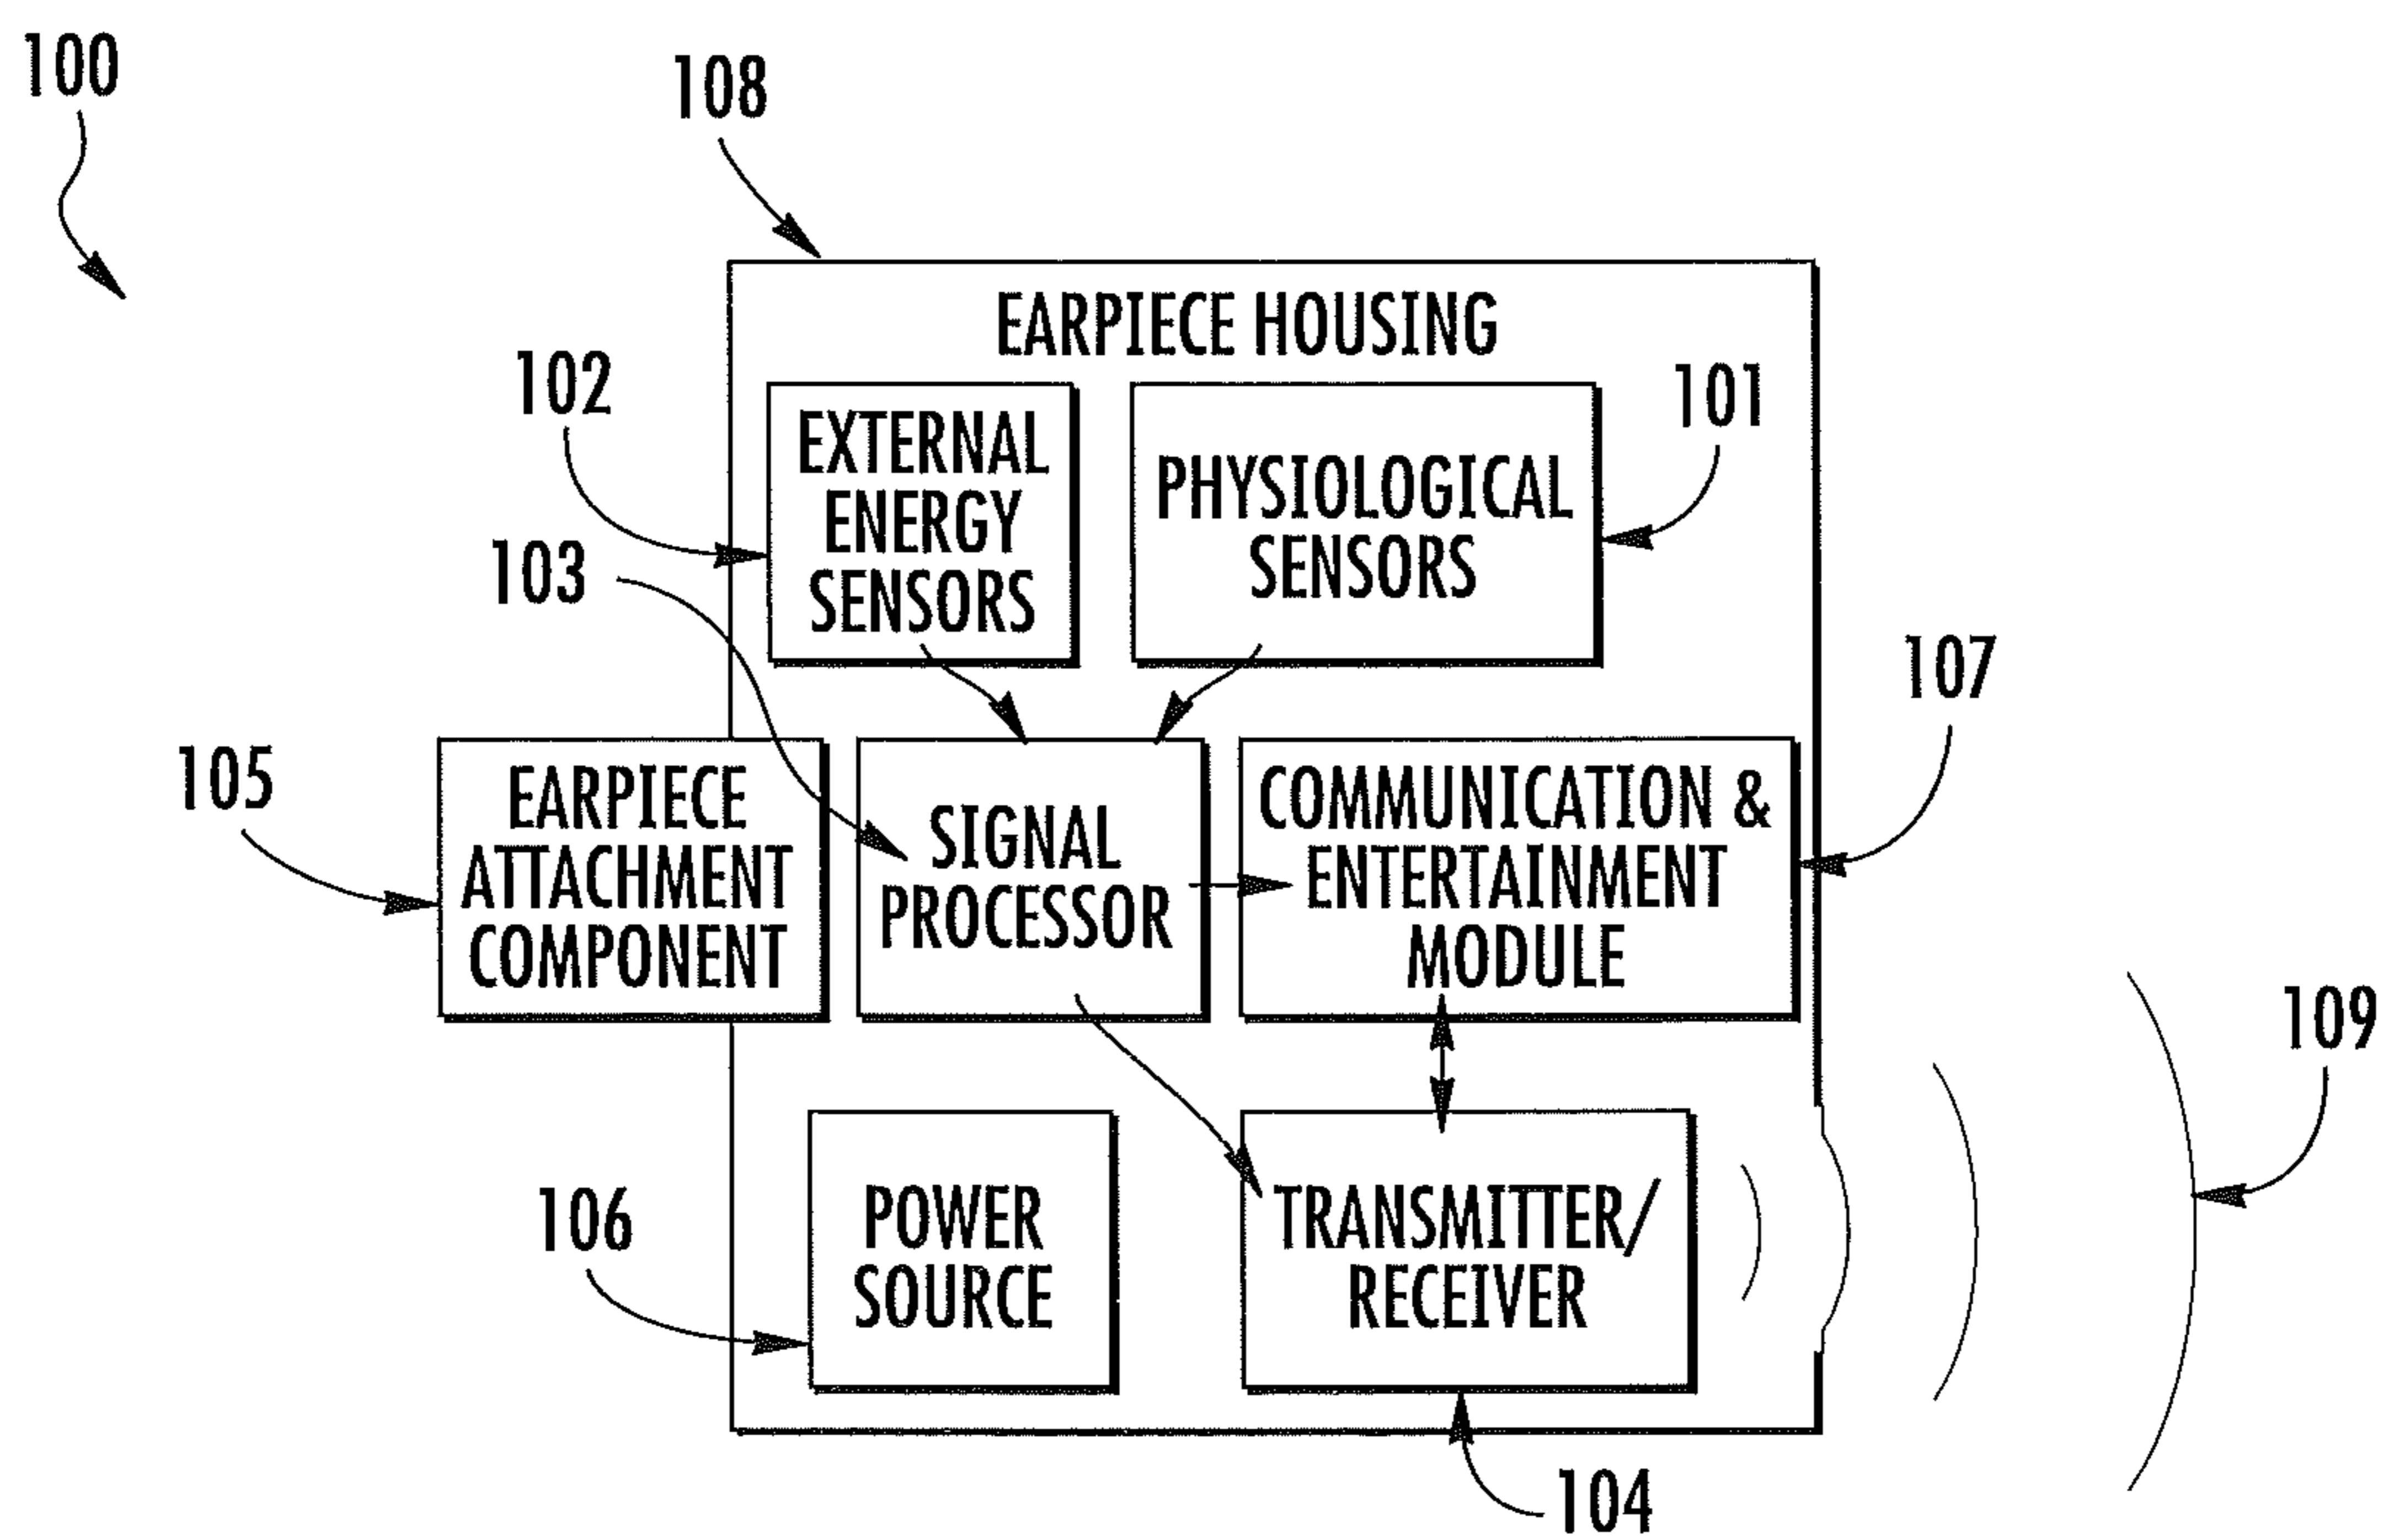 100
108
EARPIECE HOUSING
102
101
EXTERNAL
ENERGY
SENSORS
PHYSIOLOGICAL
SENSORS
103
107
105
EARPIECE
ATTACHMENT
COMPONENT
SIGNAL
PROCESSOR
COMMUNICATION &
ENTERTAINMENT
MODULE
109
106
POWER
SOURCE
TRANSMITTER/
RECEIVER
104